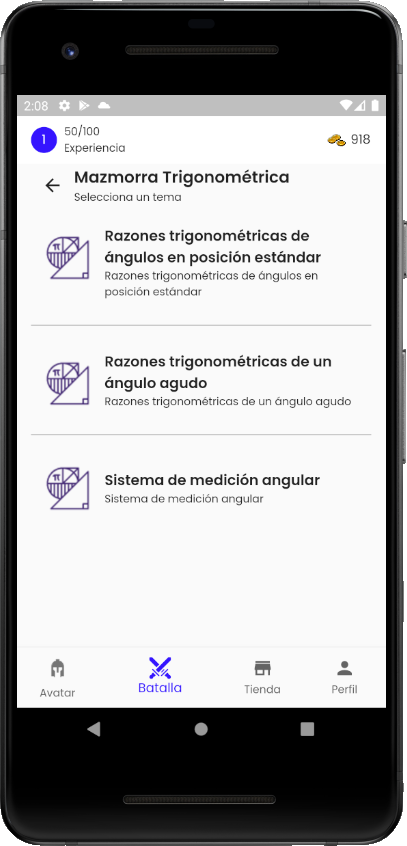 2:08
1
50/100
Experiencia
918
Mazmorra Trigonométrica
Selecciona un tema
π
Razones trigonométricas de
ángulos en posición estándar
Razones trigonométricas de ángulos en
posición estándar
π
Razones trigonométricas de un
ángulo agudo
Razones trigonométricas de un ángulo agudo
π
Sistema de medición angular
Sistema de medición angular
Avatar
Batalla
Tienda
Perfil